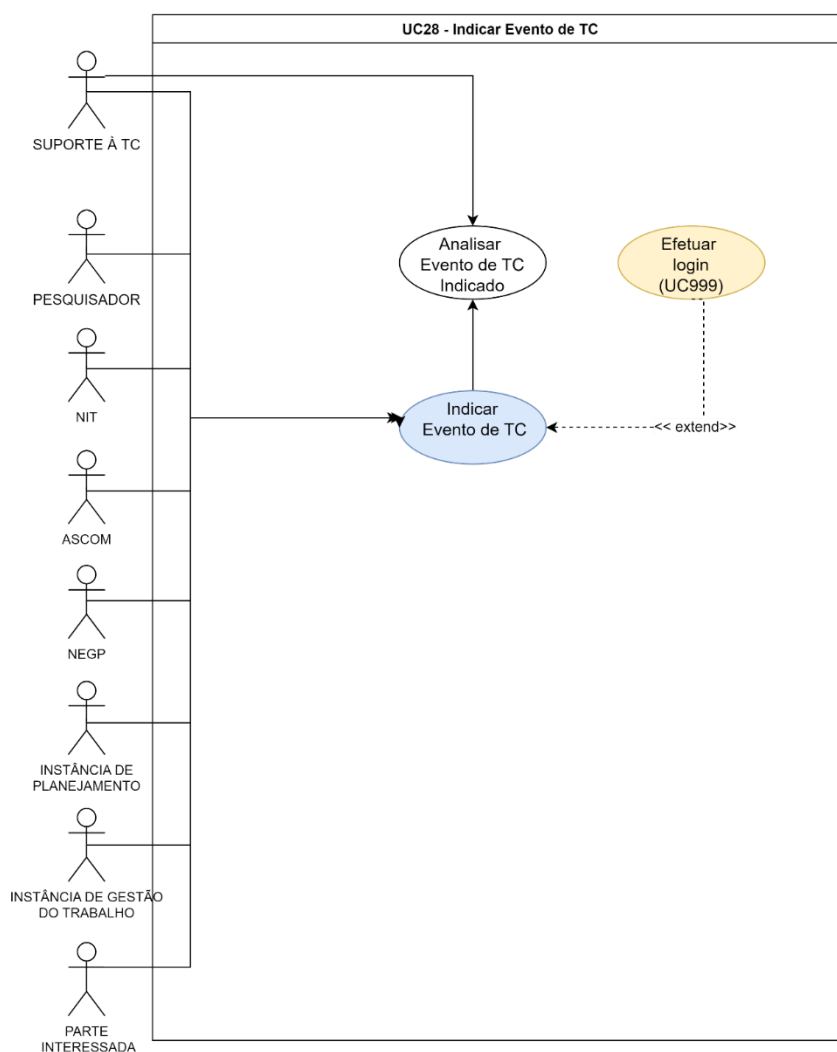 UC28 - Indicar Evento de TC
SUPORTE À TC
PESQUISADOR
Analisar
Evento de TC
Indicado
Efetuar
login
(UC999)
NIT
Indicar
Evento de TC
<< extend>>
ASCOM
NEGP
INSTÂNCIA DE
PLANEJAMENTO
INSTÂNCIA DE GESTÃO
DO TRABALHO
PARTE
INTERESSADA